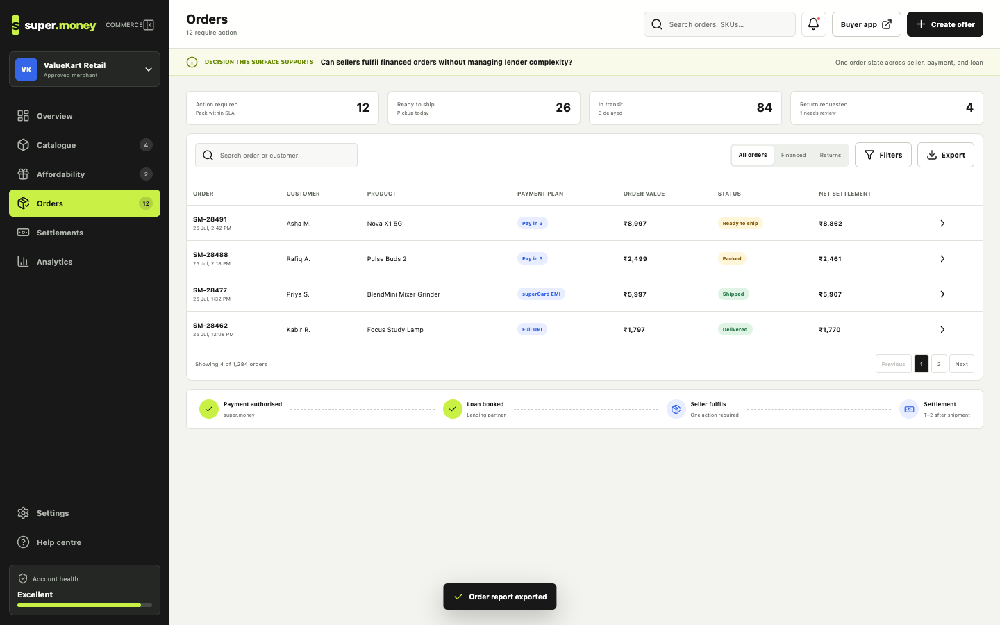 super.money COMMERCE
VK
ValueKart Retail
Approved merchant
Overview
Catalogue 4
Affordability 2
Orders 12
Settlements
Analytics
Settings
Help centre
Account health
Excellent
Orders
12 require action
Search orders, SKUs...
Buyer app
Create offer
DECISION THIS SURFACE SUPPORTS Can sellers fulfil financed orders without managing lender complexity?
One order state across seller, payment, and loan
Action required
Pack within SLA
12
Ready to ship
Pickup today
26
In transit
3 delayed
84
Return requested
1 needs review
4
Search order or customer
All orders Financed Returns
Filters
Export
ORDER CUSTOMER PRODUCT PAYMENT PLAN ORDER VALUE STATUS NET SETTLEMENT
SM-28491
25 Jul, 2:42 PM
Asha M. Nova X1 5G Pay in 3 ₹8,997 Ready to ship ₹8,862
SM-28488
25 Jul, 2:18 PM
Rafiq A. Pulse Buds 2 Pay in 3 ₹2,499 Packed ₹2,461
SM-28477
25 Jul, 1:32 PM
Priya S. BlendMini Mixer Grinder superCard EMI ₹5,997 Shipped ₹5,907
SM-28462
25 Jul, 12:08 PM
Kabir R. Focus Study Lamp Full UPI ₹1,797 Delivered ₹1,770
Showing 4 of 1,284 orders
Previous 1 2 Next
Payment authorised
super.money
Loan booked
Lending partner
Seller fulfils
One action required
Settlement
T+2 after shipment
Order report exported